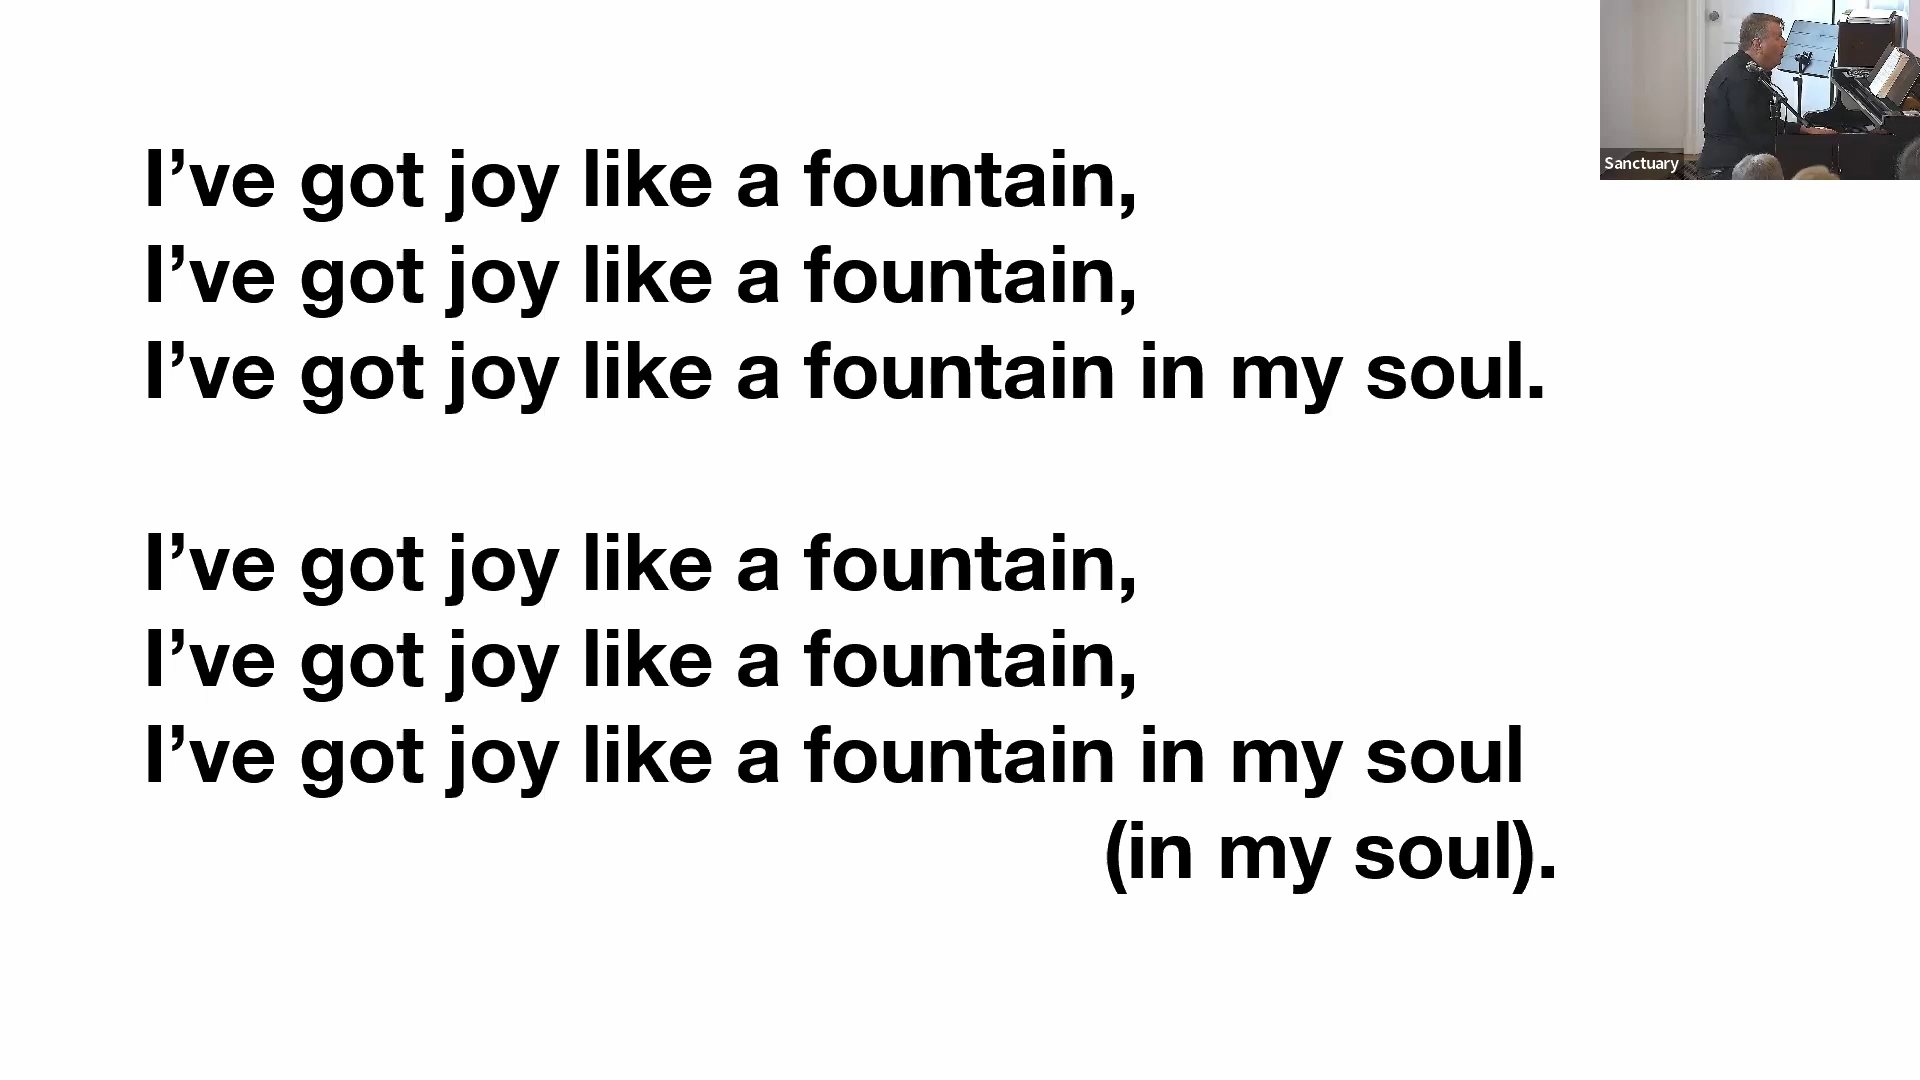 I’ve got joy like a fountain,
I’ve got joy like a fountain,
I’ve got joy like a fountain in my soul.
I’ve got joy like a fountain,
I’ve got joy like a fountain,
I’ve got joy like a fountain in my soul
(in my soul).
Sanctuary